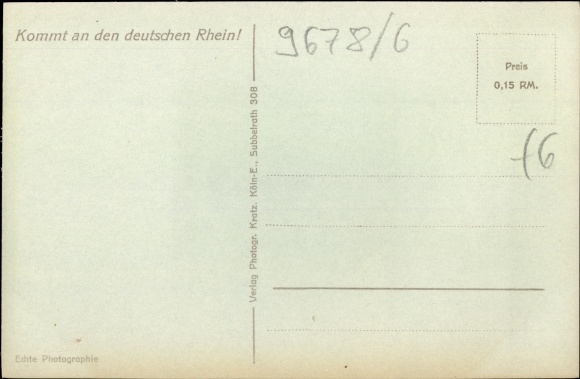 Kommt an den deutschen Rhein!
9678/6
Preis
0,15 RM.
f6
Verlag Photogr. Kratz, Köln-E., Subbelrath 308
Echte Photographie